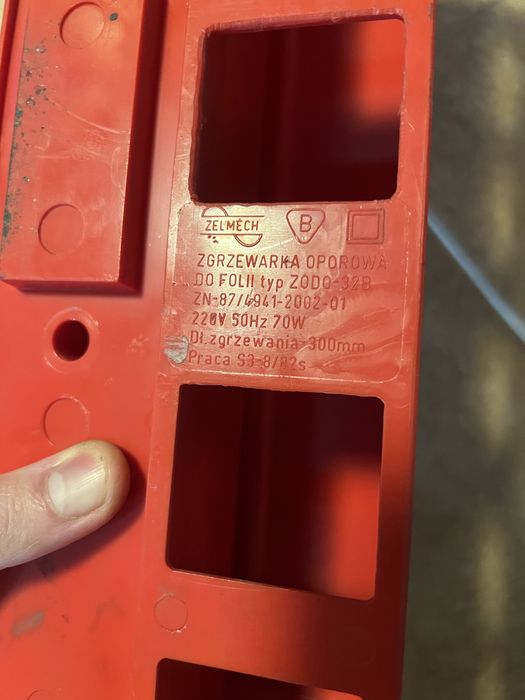 ZELMECH B
ZGRZEWARKA OPOROWA
DO FOLII typ ZODO-32B
ZN-87/4941-2002-01
220V 50Hz 70W
Dł.zgrzewania-300mm
Praca S3-8/82s